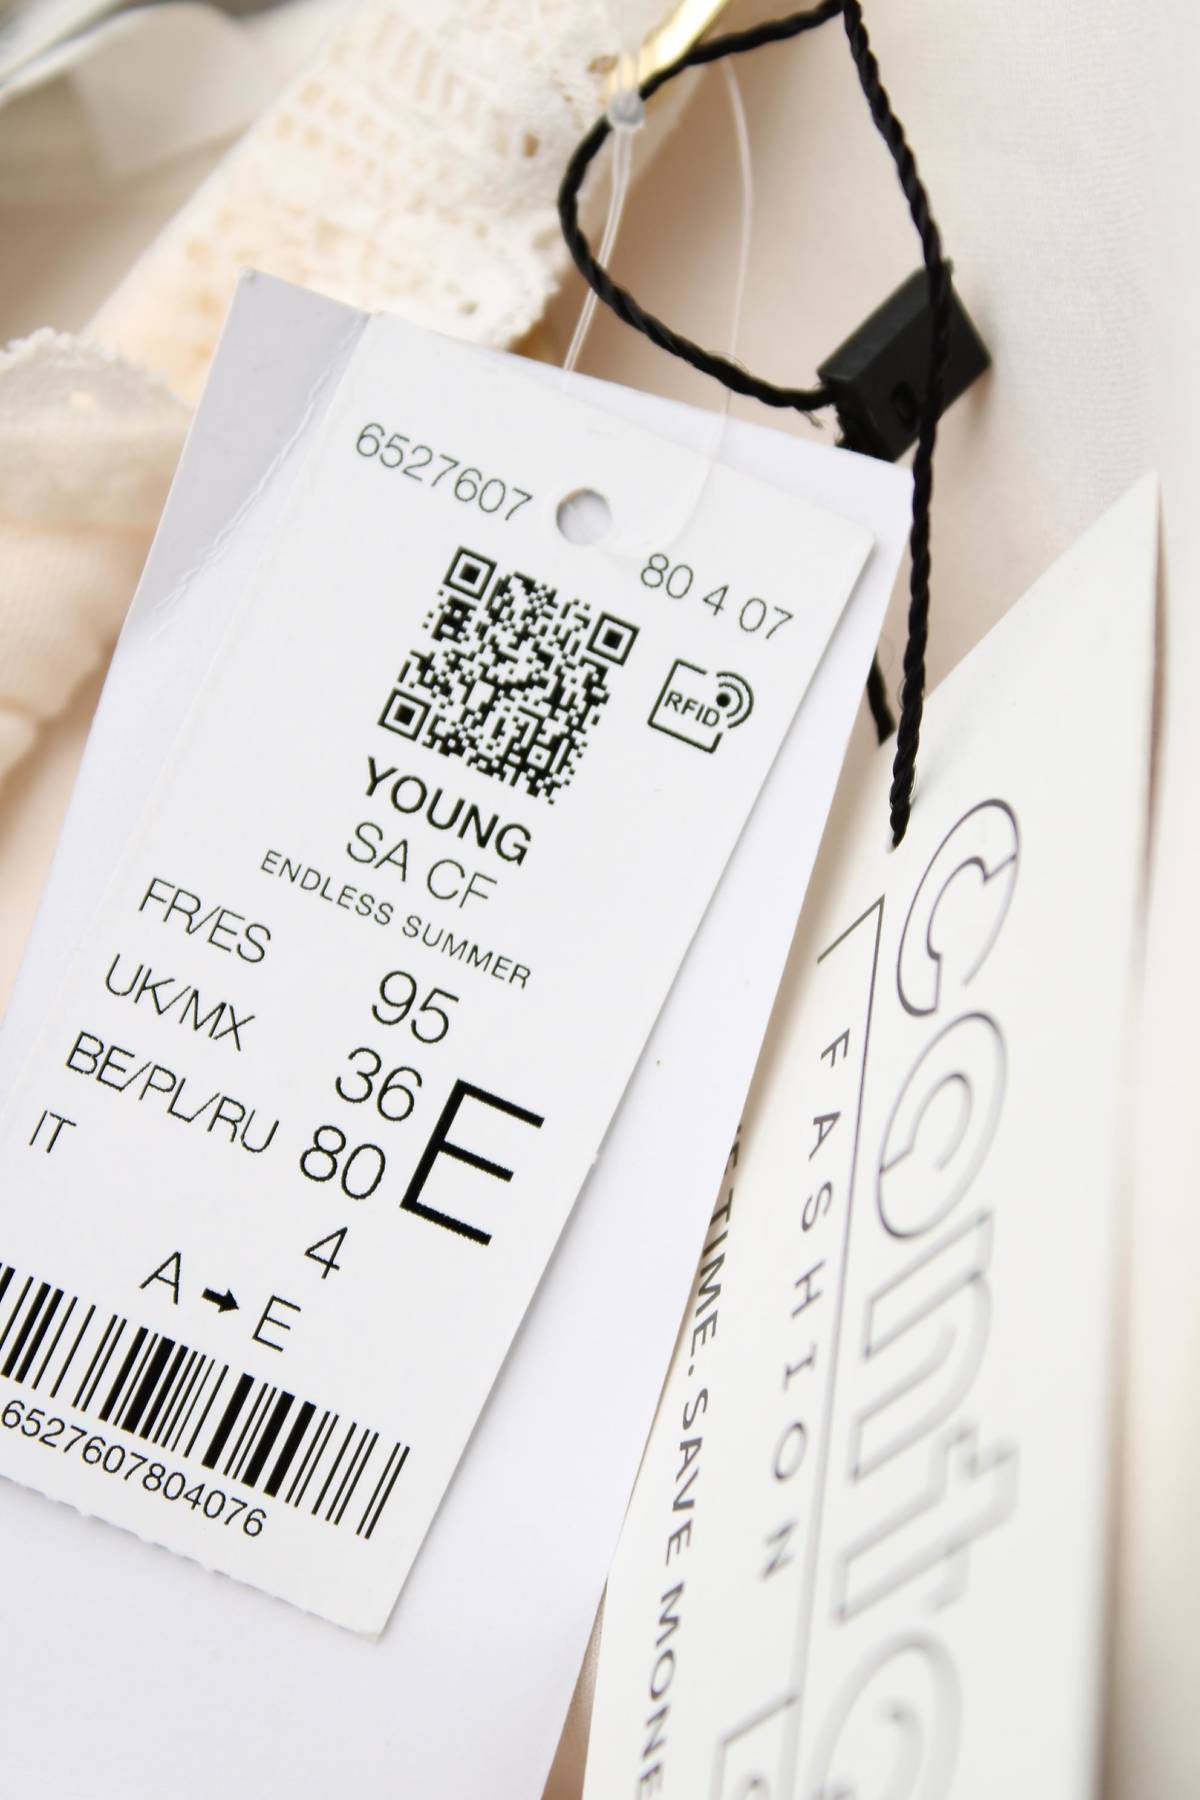 6527607
80 4 07
RFID
YOUNG
SA CF
ENDLESS SUMMER
FR/ES 95
UK/MX 36
BE/PL/RU 80
IT 4
E
A → E
6527607804076
FASHION
TIME. SAVE